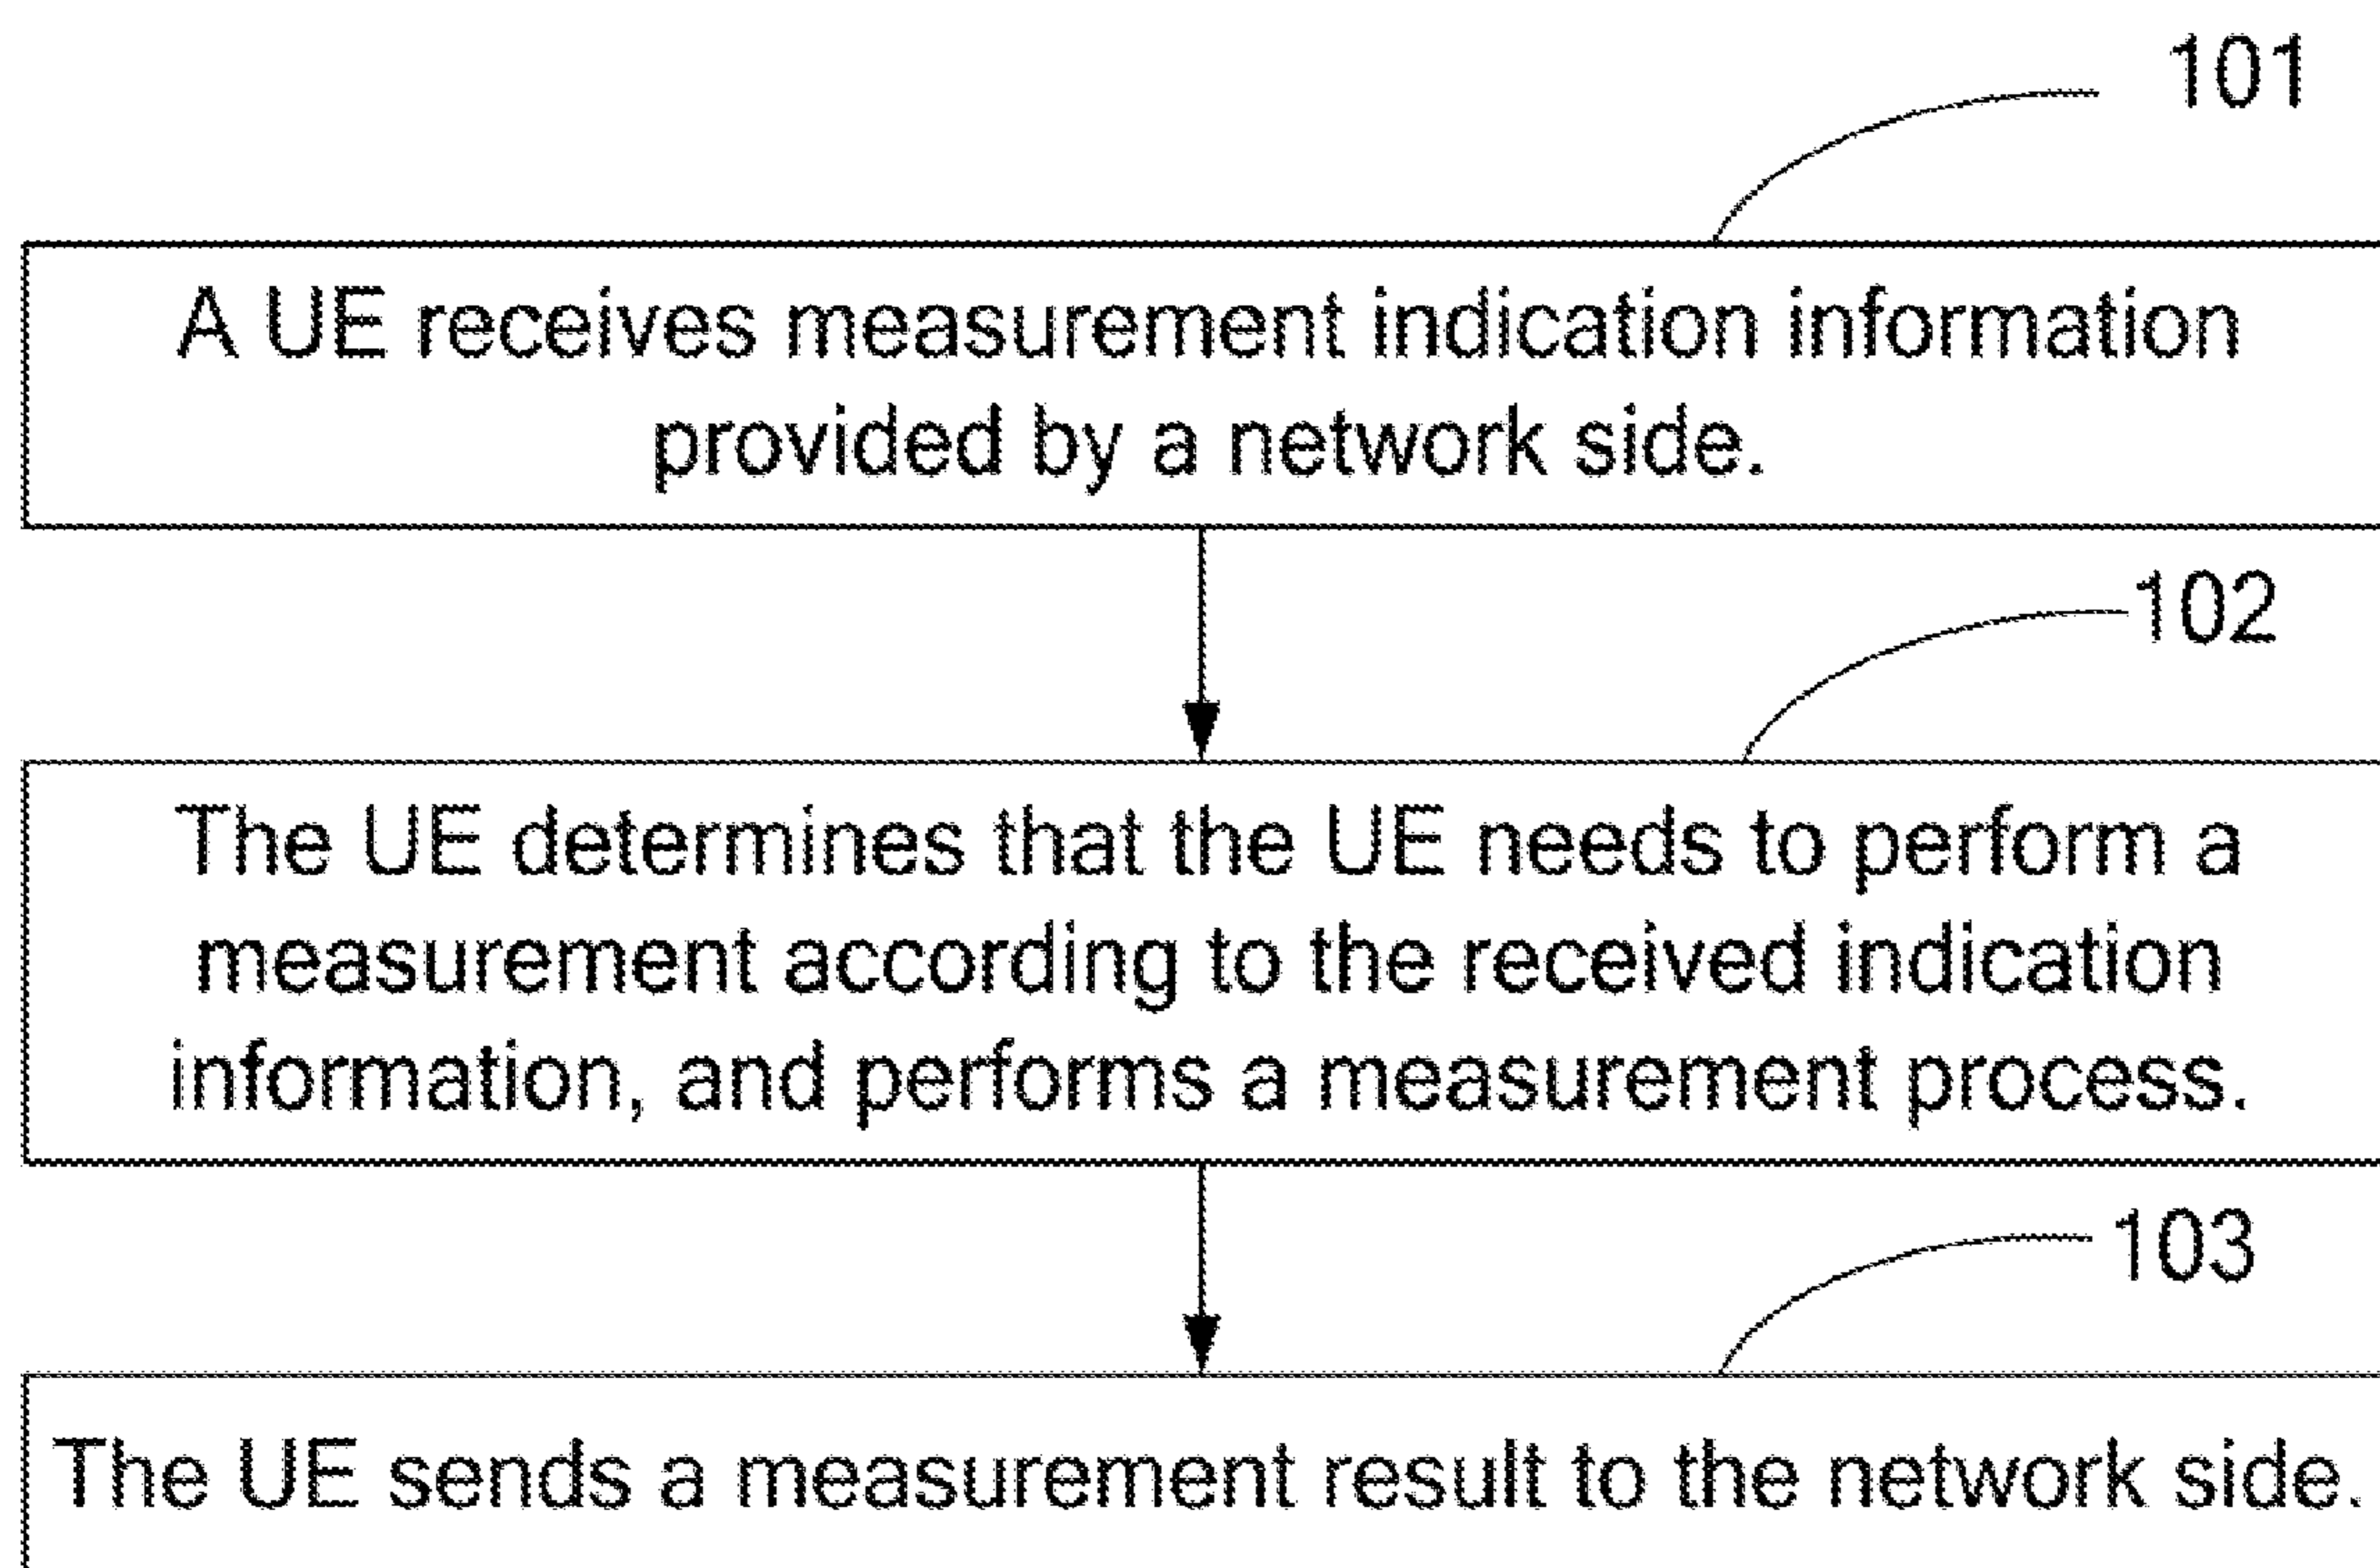 101
A UE receives measurement indication information
provided by a network side.
102
The UE determines that the UE needs to perform a
measurement according to the received indication
information, and performs a measurement process.
103
The UE sends a measurement result to the network side.